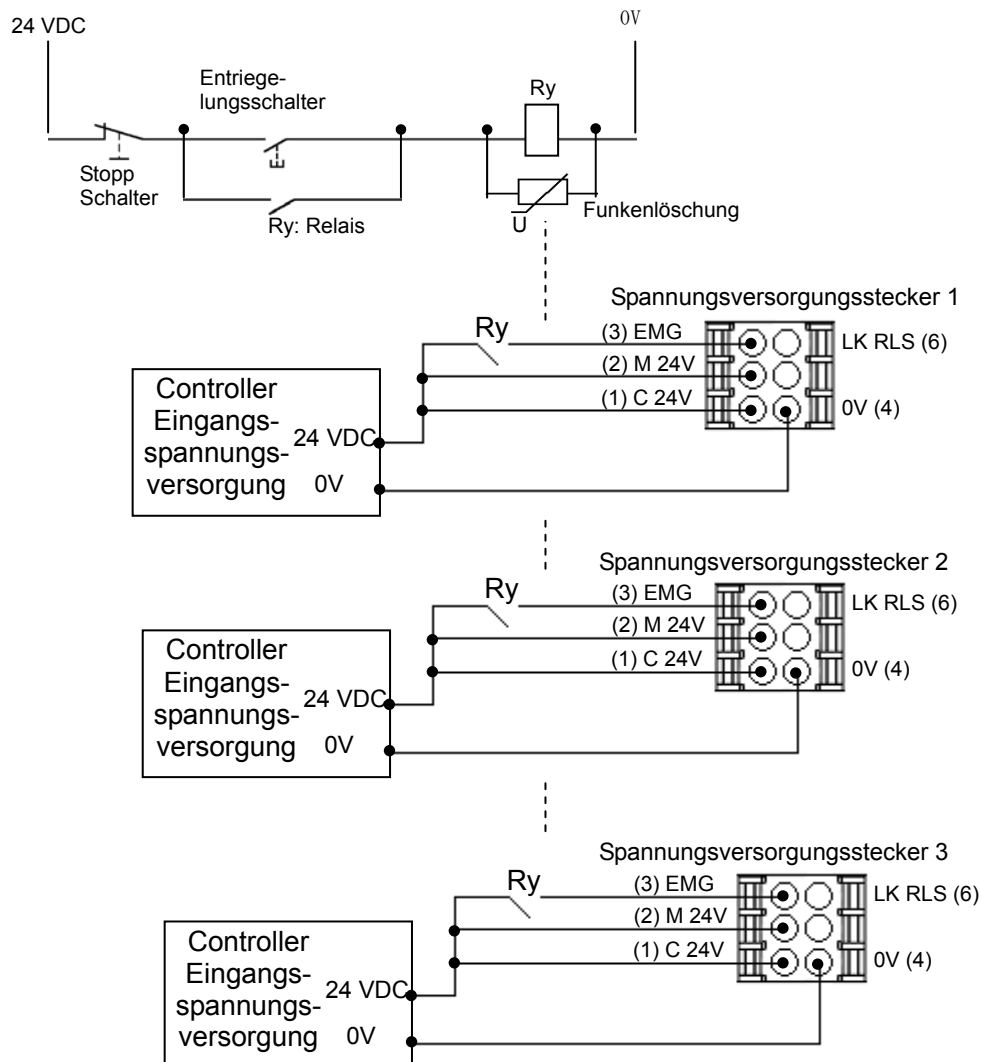 24 VDC
0V
Entriege-
lungsschalter
Ry
Stopp
Schalter
Ry: Relais
U
Funkenlöschung
Spannungsversorgungsstecker 1
Ry
(3) EMG
LK RLS (6)
(2) M 24V
(1) C 24V
0V (4)
Controller
Eingangs-
spannungs-
versorgung
24 VDC
0V
Spannungsversorgungsstecker 2
Ry
(3) EMG
LK RLS (6)
(2) M 24V
(1) C 24V
0V (4)
Controller
Eingangs-
spannungs-
versorgung
24 VDC
0V
Spannungsversorgungsstecker 3
Ry
(3) EMG
LK RLS (6)
(2) M 24V
(1) C 24V
0V (4)
Controller
Eingangs-
spannungs-
versorgung
24 VDC
0V